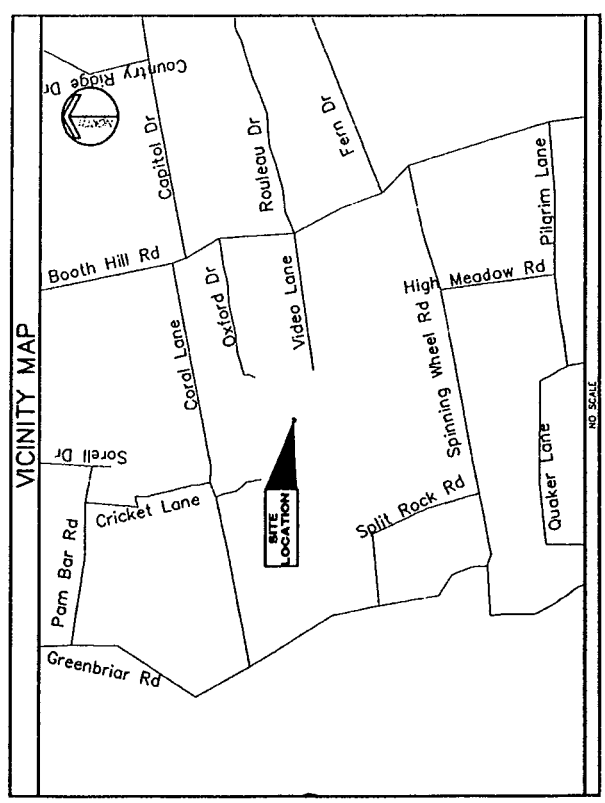 VICINITY MAP
Country Ridge Dr
NORTH
Capitol Dr
Rouleau Dr
Fern Dr
Booth Hill Rd
Oxford Dr
Video Lane
Coral Lane
High Meadow Rd
Pilgrim Lane
Spinning Wheel Rd
Sorell Dr
Cricket Lane
Pam Bar Rd
SITE
LOCATION
Split Rock Rd
Quaker Lane
Greenbriar Rd
NO SCALE